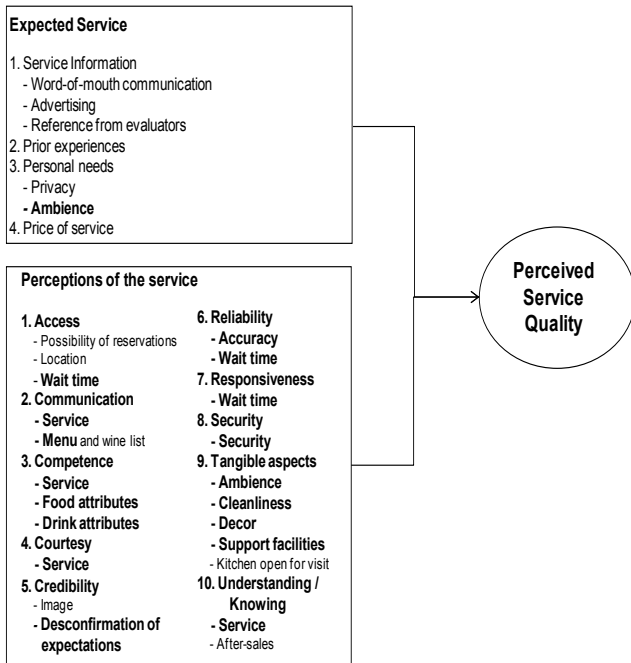 Expected Service
1. Service Information
- Word-of-mouth communication
- Advertising
- Reference from evaluators
2. Prior experiences
3. Personal needs
- Privacy
- Ambience
4. Price of service
Perceptions of the service
1. Access
- Possibility of reservations
- Location
- Wait time
2. Communication
- Service
- Menu and wine list
3. Competence
- Service
- Food attributes
- Drink attributes
4. Courtesy
- Service
5. Credibility
- Image
- Desconfirmation of
expectations
6. Reliability
- Accuracy
- Wait time
7. Responsiveness
- Wait time
8. Security
- Security
9. Tangible aspects
- Ambience
- Cleanliness
- Decor
- Support facilities
- Kitchen open for visit
10. Understanding /
Knowing
- Service
- After-sales
Perceived
Service
Quality